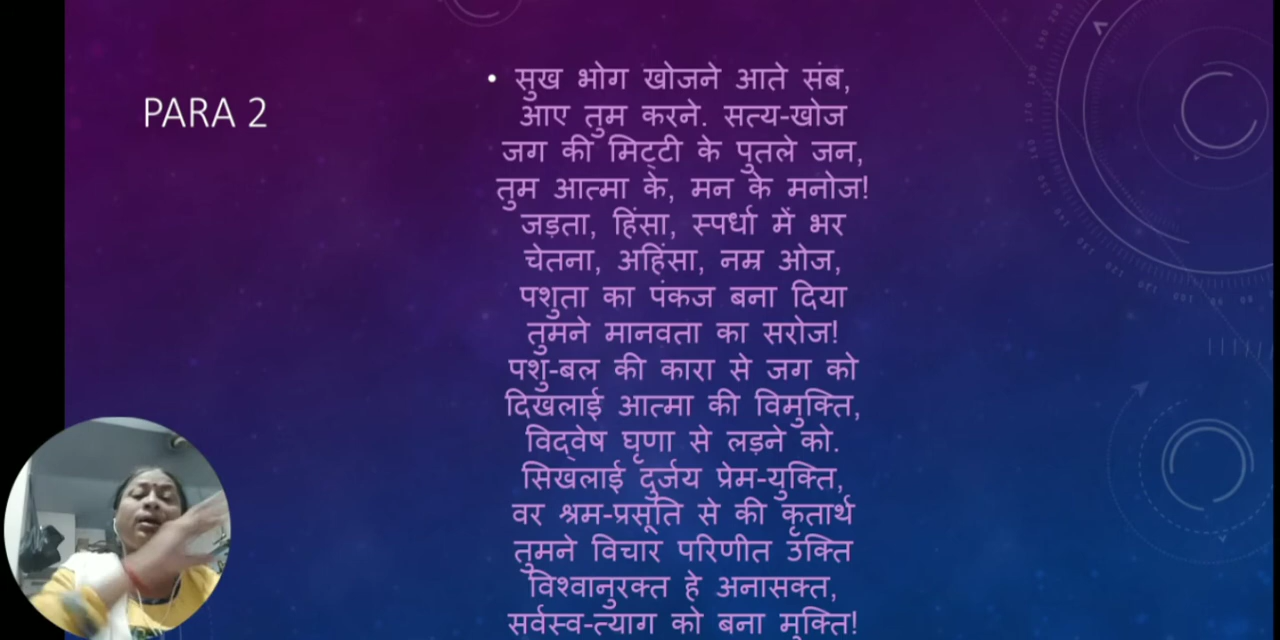 PARA 2
• सुख भोग खोजने आते संब,
आए तुम करने. सत्य-खोज
जग की मिट्टी के पुतले जन,
तुम आत्मा के, मन के मनोज!
जड़ता, हिंसा, स्पर्धा में भर
चेतना, अहिंसा, नम्र ओज,
पशुता का पंकज बना दिया
तुमने मानवता का सरोज!
पशु-बल की कारा से जग को
दिखलाई आत्मा की विमुक्ति,
विद्वेष घृणा से लड़ने को.
सिखलाई दुर्जय प्रेम-युक्ति,
वर श्रम-प्रसूति से की कृतार्थ
तुमने विचार परिणीत उक्ति
विश्वानुरक्त हे अनासक्त,
सर्वस्व-त्याग को बना मुक्ति!